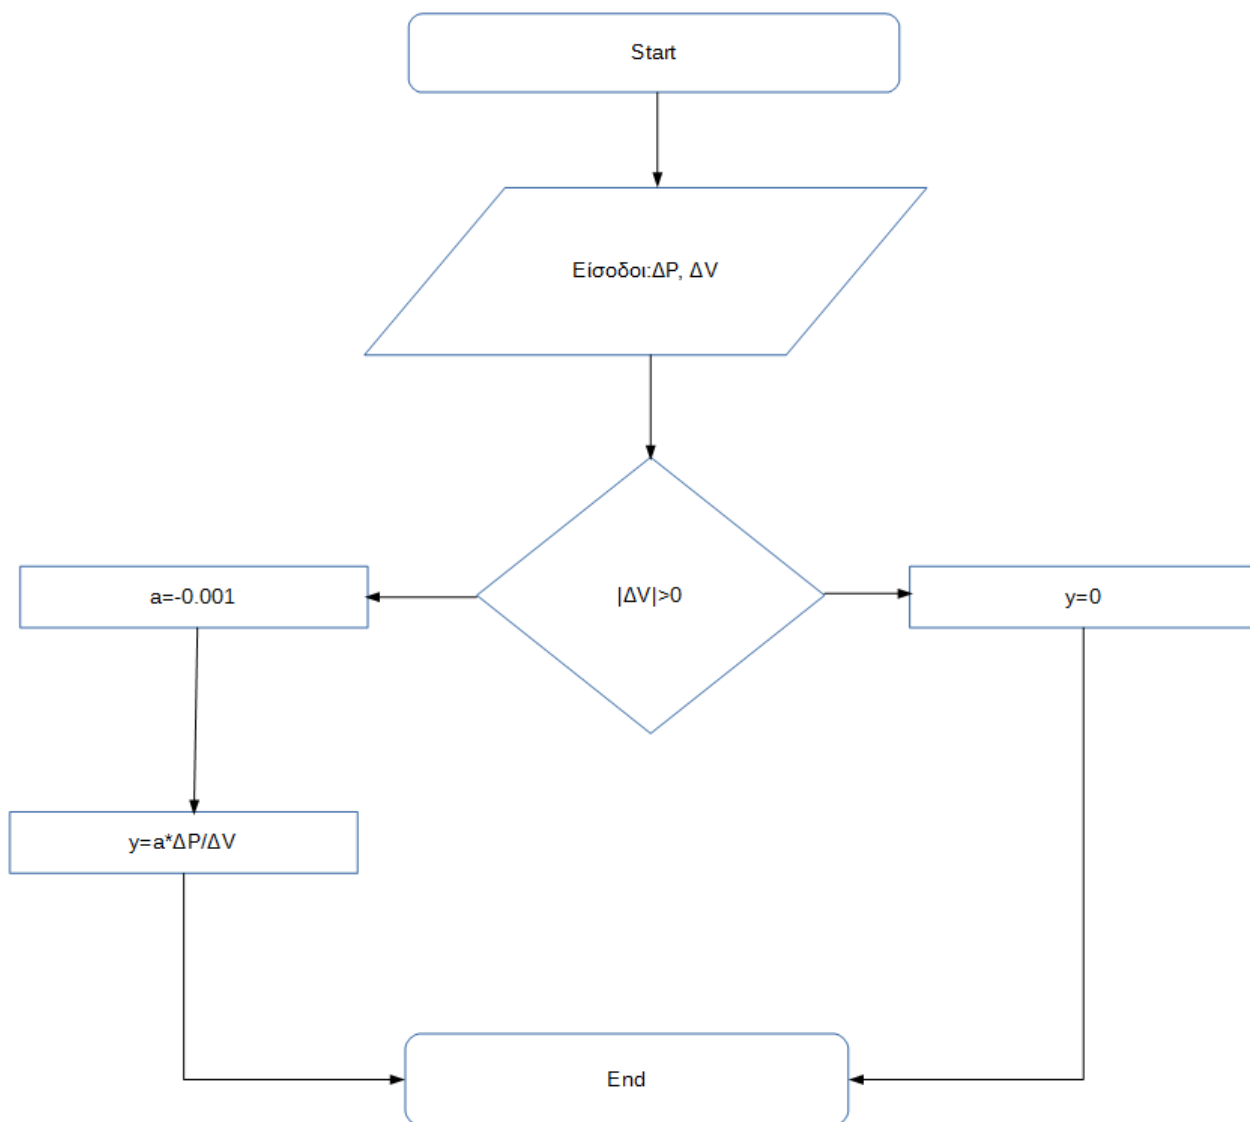 Start
Είσοδοι:ΔP, ΔV
|ΔV|>0
a=-0.001
y=0
y=a*ΔP/ΔV
End